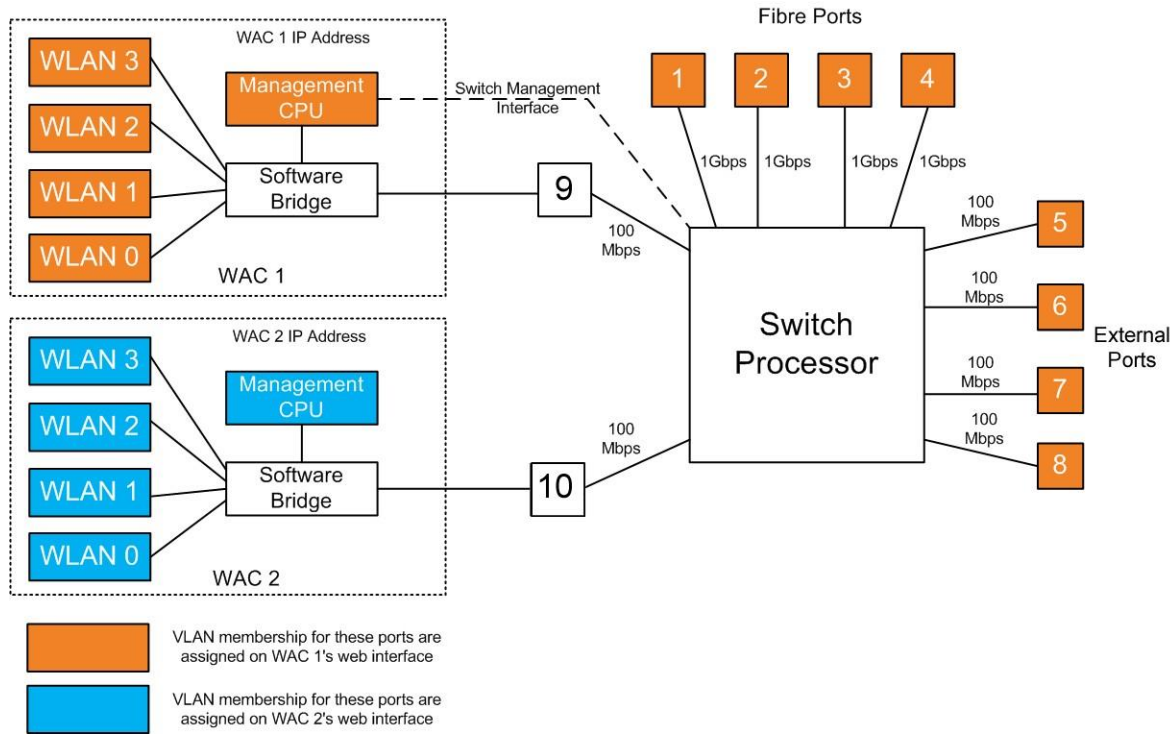 Fibre Ports
WAC 1 IP Address
WLAN 3
WLAN 2
WLAN 1
WLAN 0
Management
CPU
Software
Bridge
WAC 1
Switch Management
Interface
1
2
3
4
1Gbps
1Gbps
1Gbps
1Gbps
9
100
Mbps
Switch
Processor
100
Mbps
5
100
Mbps
6
100
Mbps
7
100
Mbps
8
External
Ports
WAC 2 IP Address
WLAN 3
WLAN 2
WLAN 1
WLAN 0
Management
CPU
Software
Bridge
WAC 2
10
100
Mbps
VLAN membership for these ports are
assigned on WAC 1's web interface
VLAN membership for these ports are
assigned on WAC 2's web interface